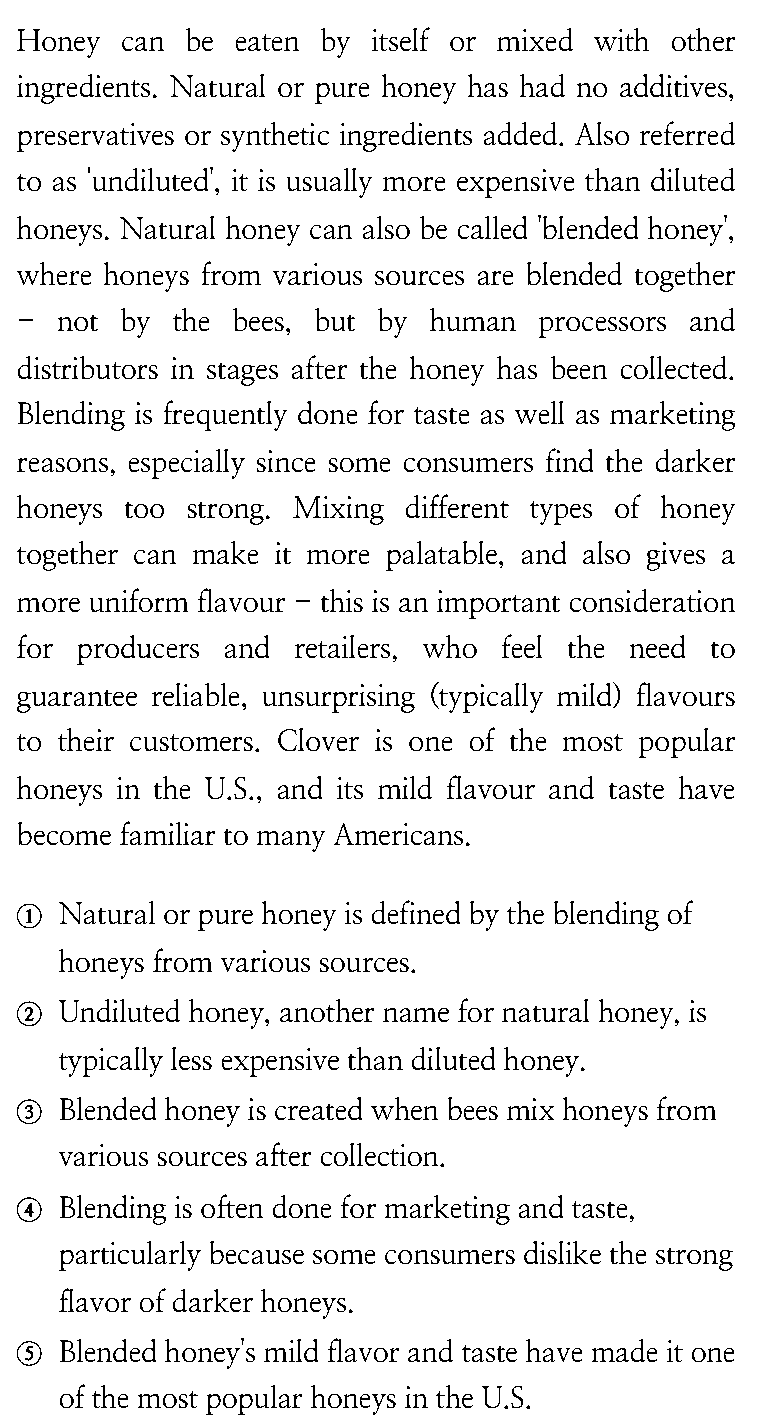 Honey can be eaten by itself or mixed with other
ingredients. Natural or pure honey has had no additives,
preservatives or synthetic ingredients added. Also referred
to as 'undiluted', it is usually more expensive than diluted
honeys. Natural honey can also be called 'blended honey',
where honeys from various sources are blended together
− not by the bees, but by human processors and
distributors in stages after the honey has been collected.
Blending is frequently done for taste as well as marketing
reasons, especially since some consumers find the darker
honeys too strong. Mixing different types of honey
together can make it more palatable, and also gives a
more uniform flavour − this is an important consideration
for producers and retailers, who feel the need to
guarantee reliable, unsurprising (typically mild) flavours
to their customers. Clover is one of the most popular
honeys in the U.S., and its mild flavour and taste have
become familiar to many Americans.
① Natural or pure honey is defined by the blending of
honeys from various sources.
② Undiluted honey, another name for natural honey, is
typically less expensive than diluted honey.
③ Blended honey is created when bees mix honeys from
various sources after collection.
④ Blending is often done for marketing and taste,
particularly because some consumers dislike the strong
flavor of darker honeys.
⑤ Blended honey's mild flavor and taste have made it one
of the most popular honeys in the U.S.